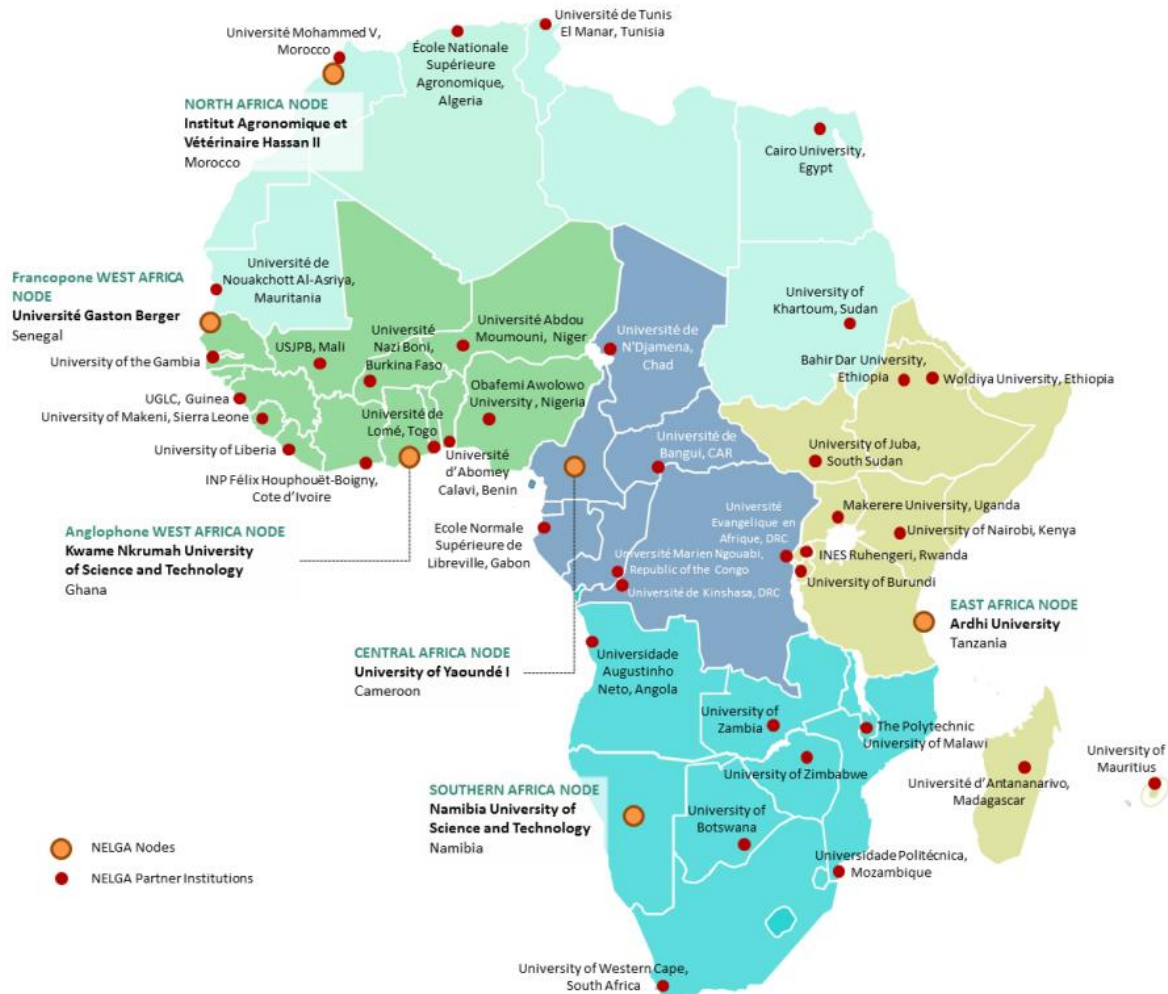 Université de Tunis
El Manar, Tunisia
Université Mohammed V,
Morocco
École Nationale
Supérieure
Agronomique,
Algeria
NORTH AFRICA NODE
Institut Agronomique et
Vétérinaire Hassan II
Morocco
Cairo University,
Egypt
Université de
Nouakchott Al-Asriya,
Mauritania
Francopone WEST AFRICA
NODE
Université Gaston Berger
Senegal
University of
Khartoum, Sudan
Université
Nazi Boni,
Burkina Faso
Université Abdou
Moumouni, Niger
Université de
N'Djamena,
Chad
USJPB, Mali
University of the Gambia
Bahir Dar University,
Ethiopia
Woldiya University, Ethiopia
Obafemi Awolowo
University, Nigeria
UGLC, Guinea
University of Makeni, Sierra Leone
Université de
Lomé, Togo
University of Liberia
Université de
Bangui, CAR
University of Juba,
South Sudan
Université
d'Abomey
Calavi, Benin
INP Félix Houphouët-Boigny,
Cote d'Ivoire
Makerere University, Uganda
Université
Evangelique en
Afrique, DRC
University of Nairobi, Kenya
Anglophone WEST AFRICA NODE
Kwame Nkrumah University
of Science and Technology
Ghana
Ecole Normale
Supérieure de
Libreville, Gabon
Université Marien Ngouabi,
Republic of the Congo
INES Ruhengeri, Rwanda
University of Burundi
Université de Kinshasa, DRC
EAST AFRICA NODE
Ardhi University
Tanzania
CENTRAL AFRICA NODE
University of Yaoundé I
Cameroon
Universidade
Augustinho
Neto, Angola
University of
Zambia
The Polytechnic
University of Malawi
University of
Mauritius
University of Zimbabwe
Université d'Antananarivo,
Madagascar
SOUTHERN AFRICA NODE
Namibia University of
Science and Technology
Namibia
University of
Botswana
NELGA Nodes
NELGA Partner Institutions
Universidade Politécnica,
Mozambique
University of Western Cape,
South Africa